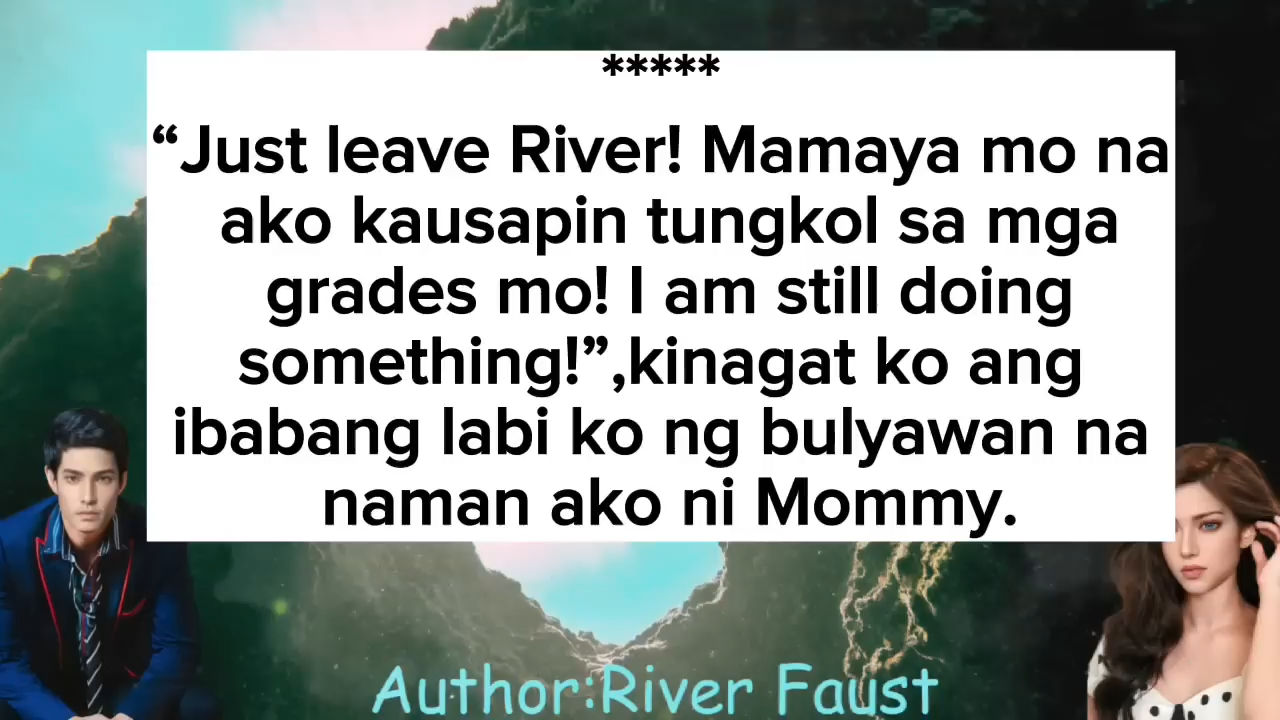 *****
“Just leave River! Mamaya mo na
ako kausapin tungkol sa mga
grades mo! I am still doing
something!”,kinagat ko ang
ibabang labi ko ng bulyawan na
naman ako ni Mommy.
Author:River Faust